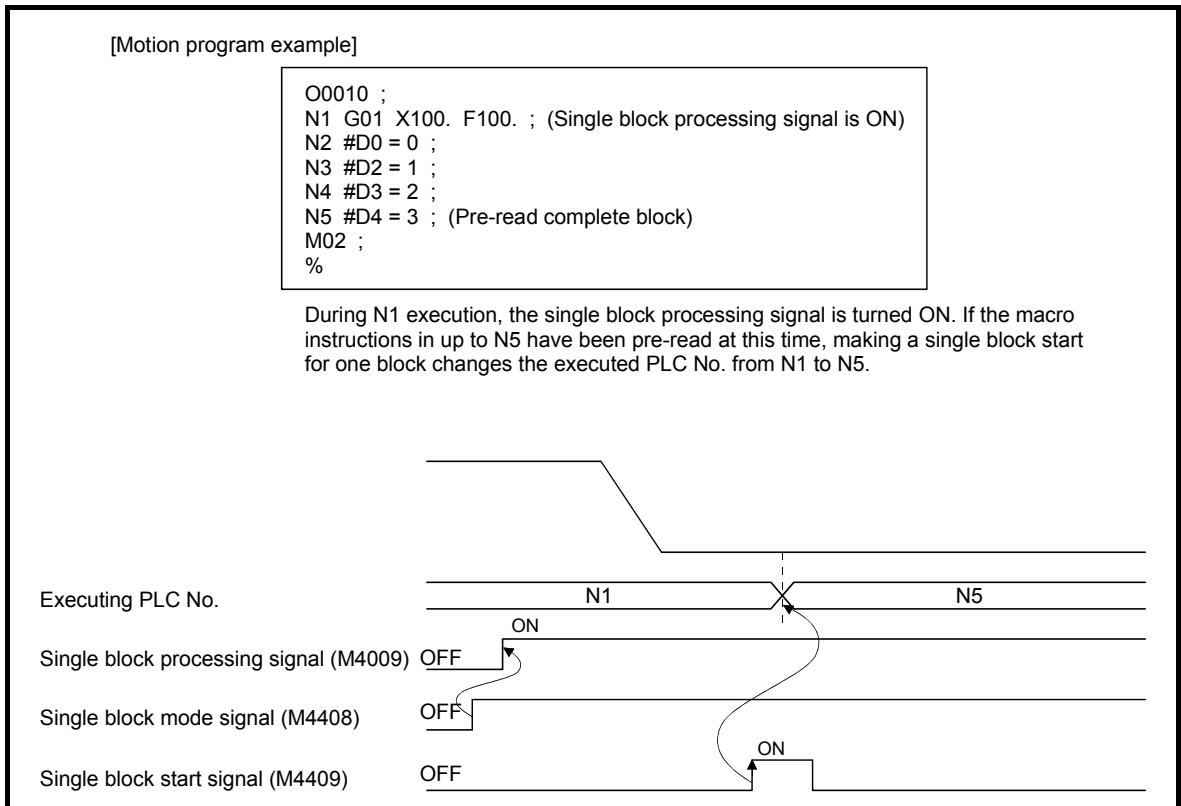 [Motion program example]
O0010 ;
N1 G01 X100. F100. ; (Single block processing signal is ON)
N2 #D0 = 0 ;
N3 #D2 = 1 ;
N4 #D3 = 2 ;
N5 #D4 = 3 ; (Pre-read complete block)
M02 ;
%
During N1 execution, the single block processing signal is turned ON. If the macro
instructions in up to N5 have been pre-read at this time, making a single block start
for one block changes the executed PLC No. from N1 to N5.
Executing PLC No. N1 N5
ON
Single block processing signal (M4009) OFF
Single block mode signal (M4408) OFF
ON
Single block start signal (M4409) OFF